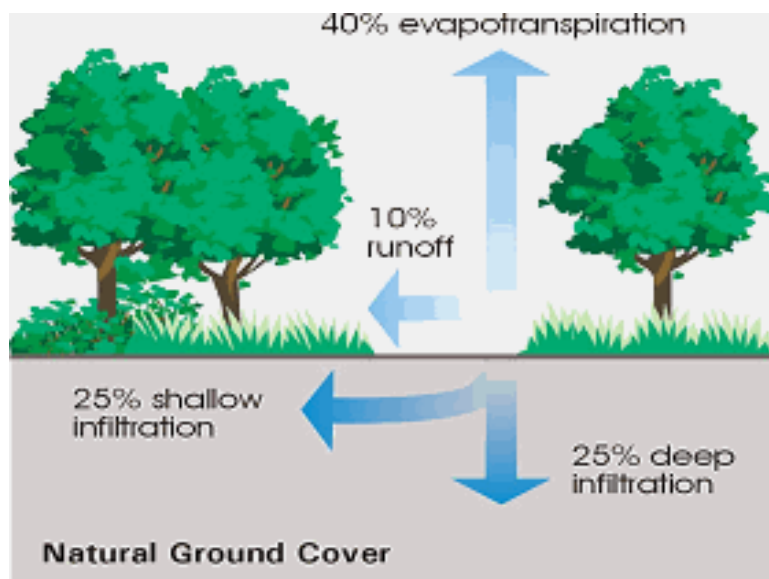 40% evapotranspiration
10%
runoff
25% shallow
infiltration
25% deep
infiltration
Natural Ground Cover